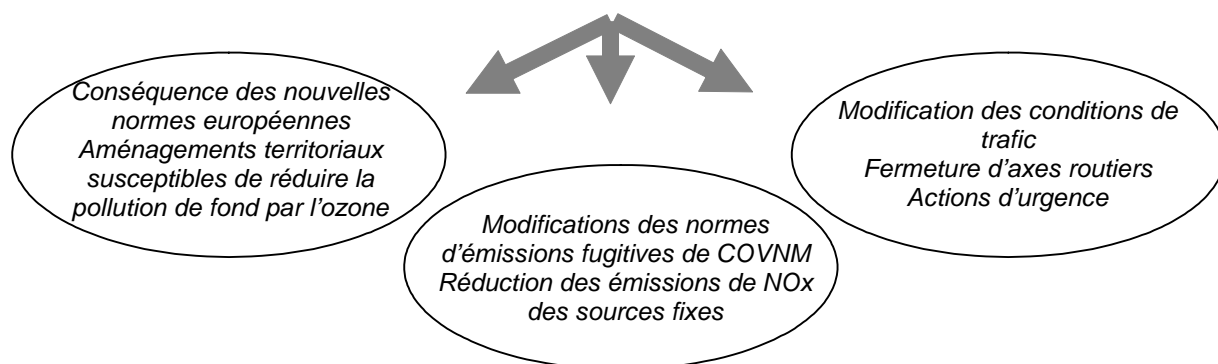 Conséquence des nouvelles
normes européennes
Aménagements territoriaux
susceptibles de réduire la
pollution de fond par l'ozone
Modifications des normes
d'émissions fugitives de COVNM
Réduction des émissions de NOx
des sources fixes
Modification des conditions de
trafic
Fermeture d'axes routiers
Actions d'urgence